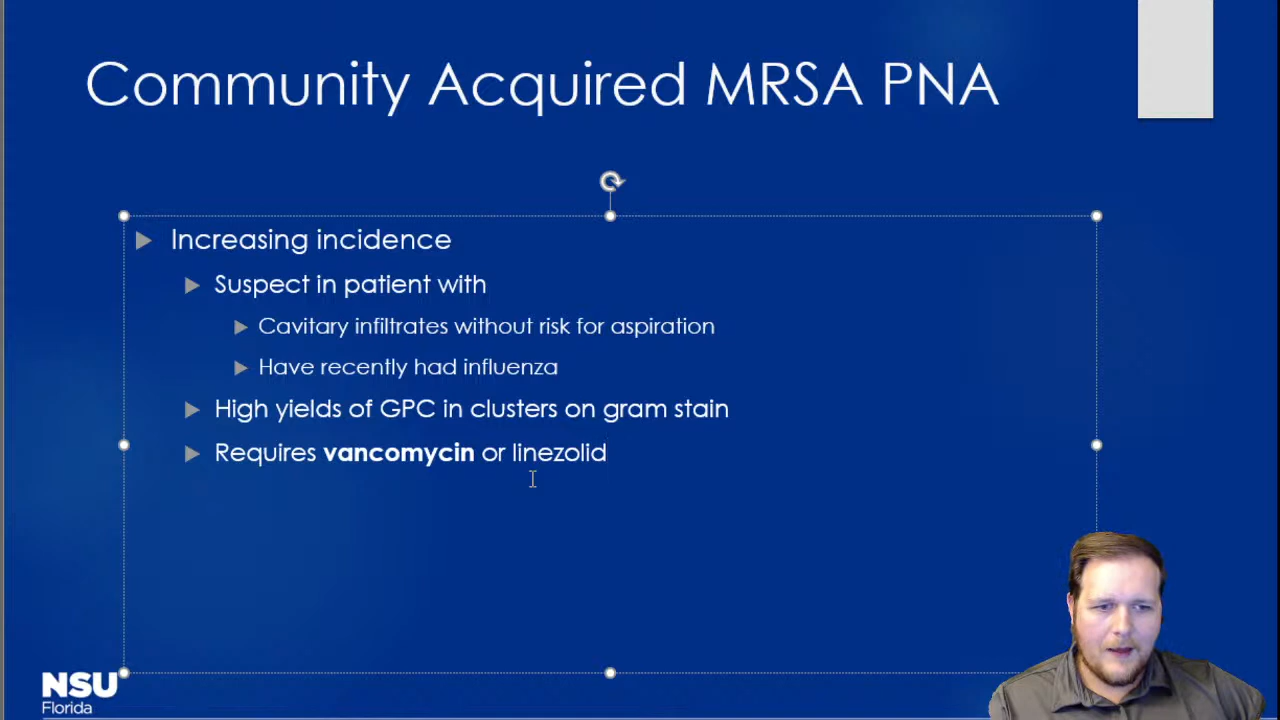 Community Acquired MRSA PNA
Increasing incidence
Suspect in patient with
Cavitary infiltrates without risk for aspiration
Have recently had influenza
High yields of GPC in clusters on gram stain
Requires vancomycin or linezolid
NSU
Florida